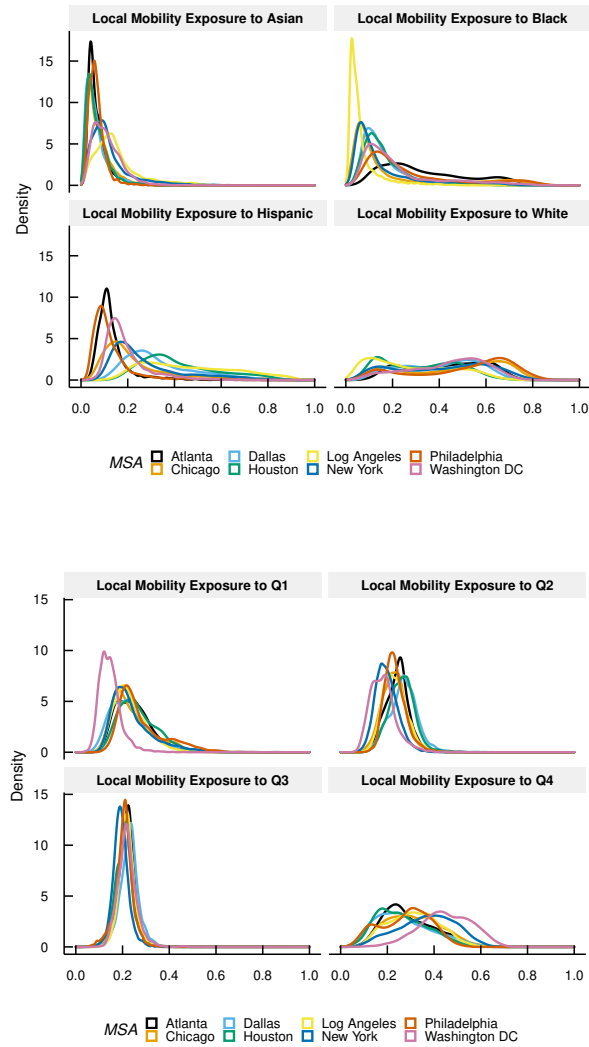 Local Mobility Exposure to Asian Local Mobility Exposure to Black
15
10
5
0
Local Mobility Exposure to Hispanic Local Mobility Exposure to White
15
10
5
0
Density
0.0 0.2 0.4 0.6 0.8 1.0 0.0 0.2 0.4 0.6 0.8 1.0
MSA Atlanta Dallas Log Angeles Philadelphia
Chicago Houston New York Washington DC
Local Mobility Exposure to Q1 Local Mobility Exposure to Q2
15
10
5
0
Local Mobility Exposure to Q3 Local Mobility Exposure to Q4
15
10
5
0
Density
0.0 0.2 0.4 0.6 0.8 1.0 0.0 0.2 0.4 0.6 0.8 1.0
MSA Atlanta Dallas Log Angeles Philadelphia
Chicago Houston New York Washington DC